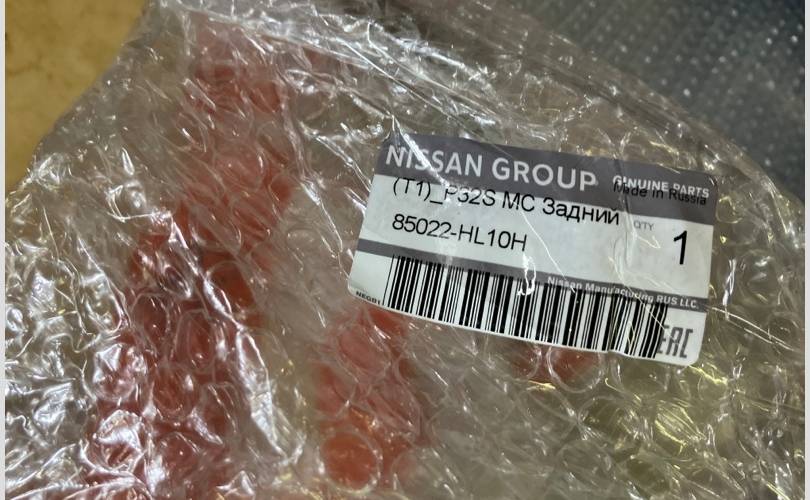 NISSAN GROUP GENUINE PARTS
Made in Russia
(T1)_P32S MC Задний
85022-HL10H
QTY
1
Nissan Manufacturing RUS LLC.
EAC